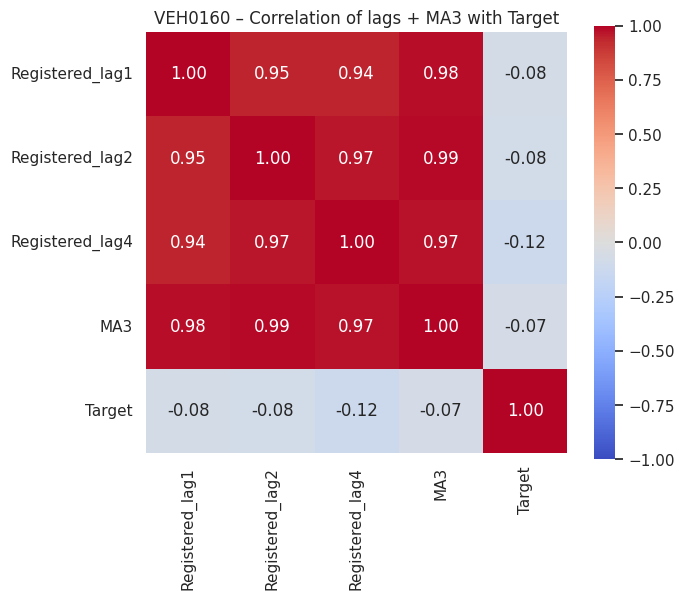 VEH0160 – Correlation of lags + MA3 with Target
Registered_lag1 1.00 0.95 0.94 0.98 -0.08
Registered_lag2 0.95 1.00 0.97 0.99 -0.08
Registered_lag4 0.94 0.97 1.00 0.97 -0.12
MA3 0.98 0.99 0.97 1.00 -0.07
Target -0.08 -0.08 -0.12 -0.07 1.00
Registered_lag1
Registered_lag2
Registered_lag4
MA3
Target
1.00
0.75
0.50
0.25
0.00
−0.25
−0.50
−0.75
−1.00